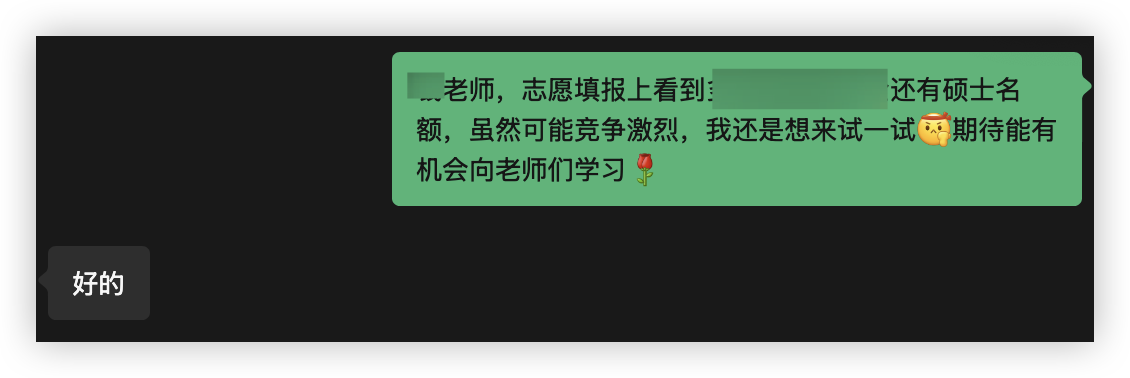 老师，志愿填报上看到还有硕士名
额，虽然可能竞争激烈，我还是想来试一试期待能有
机会向老师们学习
好的